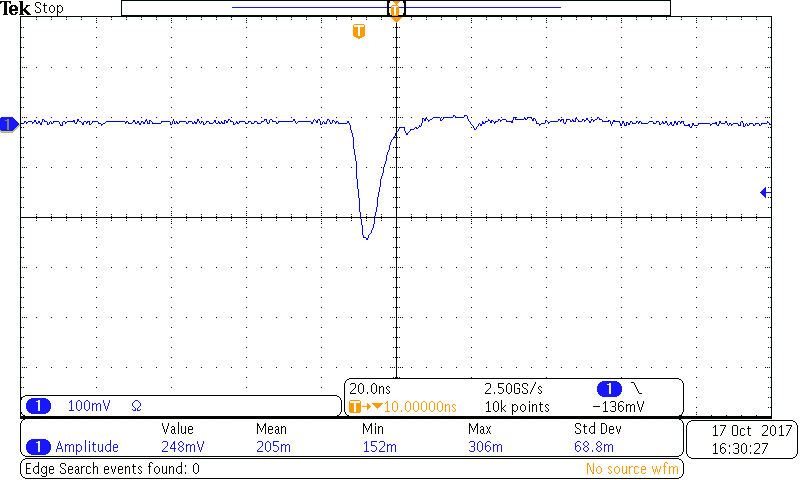 Tek Stop
T
T
1
20.0ns 2.50GS/s 1
1 100mV Ω T 10.00000ns 10k points −136mV
Value Mean Min Max Std Dev
1 Amplitude 248mV 205m 152m 306m 68.8m
17 Oct 2017
16:30:27
Edge Search events found: 0 No source wfm